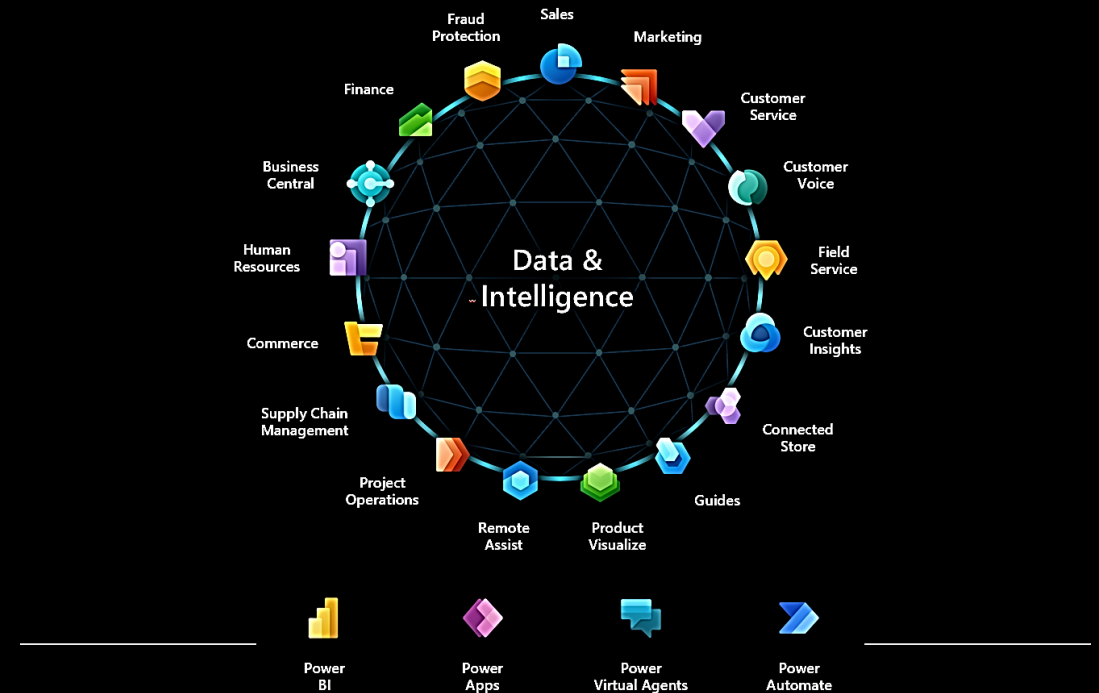 Sales
Fraud
Protection
Marketing
Finance
Customer
Service
Business
Central
Customer
Voice
Human
Resources
Data &
Intelligence
Field
Service
Commerce
Customer
Insights
Supply Chain
Management
Connected
Store
Project
Operations
Guides
Remote
Assist
Product
Visualize
Power
BI
Power
Apps
Power
Virtual Agents
Power
Automate